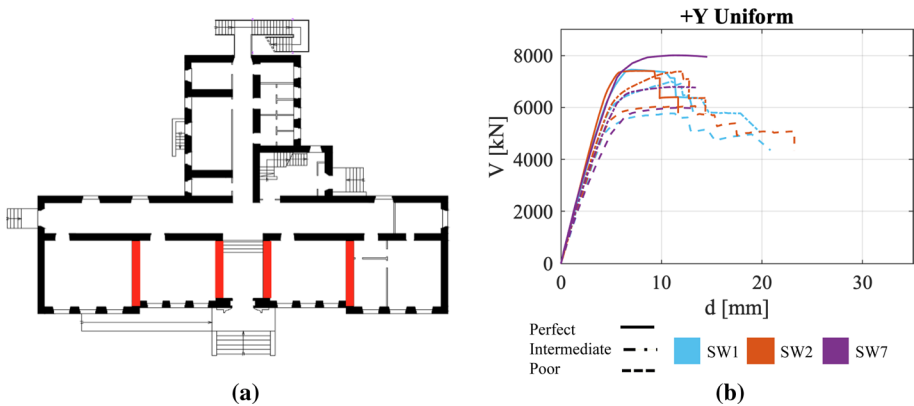 +Y Uniform
8000
6000
4000
2000
0
V [kN]
0 10 20 30
d [mm]
Perfect
Intermediate
Poor
SW1 SW2 SW7
(a) (b)